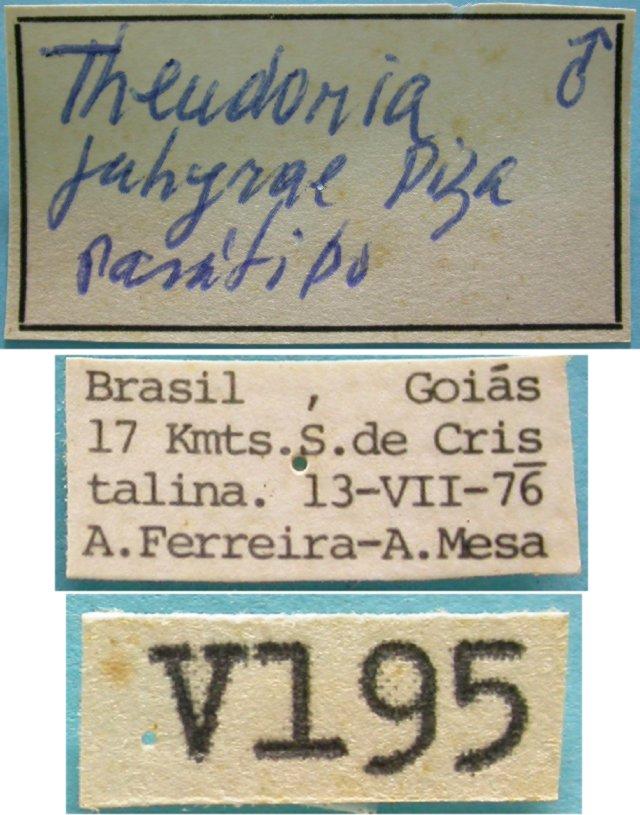 Theudoria ♂
jahyrae Piza
parátipo
Brasil , Goiás
17 Kmts.S.de Cris
talina. 13-VII-76
A.Ferreira-A.Mesa
V195